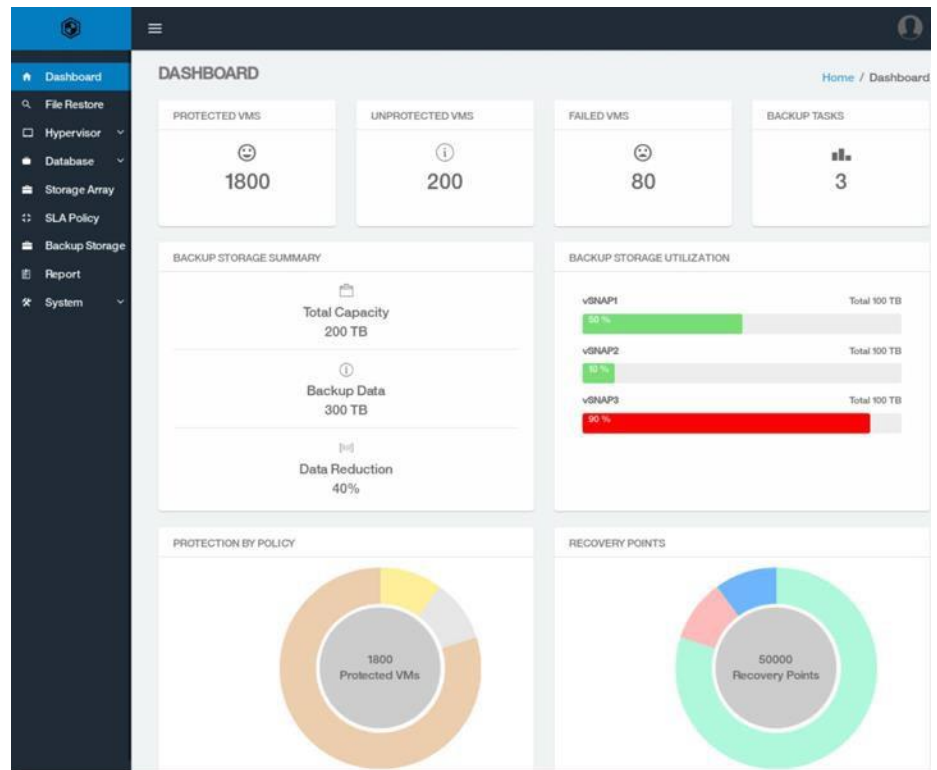 Dashboard
File Restore
Hypervisor
Database
Storage Array
SLA Policy
Backup Storage
Report
System
DASHBOARD
Home / Dashboard
PROTECTED VMS
1800
UNPROTECTED VMS
200
FAILED VMS
80
BACKUP TASKS
3
BACKUP STORAGE SUMMARY
Total Capacity
200 TB
Backup Data
300 TB
Data Reduction
40%
BACKUP STORAGE UTILIZATION
vSNAP1 Total 100 TB
50 %
vSNAP2 Total 100 TB
10 %
vSNAP3 Total 100 TB
90 %
PROTECTION BY POLICY
1800
Protected VMs
RECOVERY POINTS
50000
Recovery Points